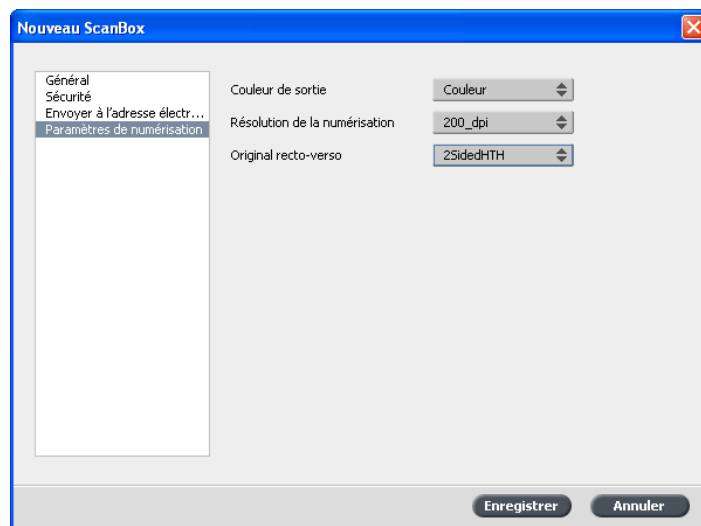 Nouveau ScanBox
Général
Sécurité
Envoyer à l'adresse électr...
Paramètres de numérisation
Couleur de sortie
Couleur
Résolution de la numérisation
200_dpi
Original recto-verso
2SidedHTH
Enregistrer
Annuler